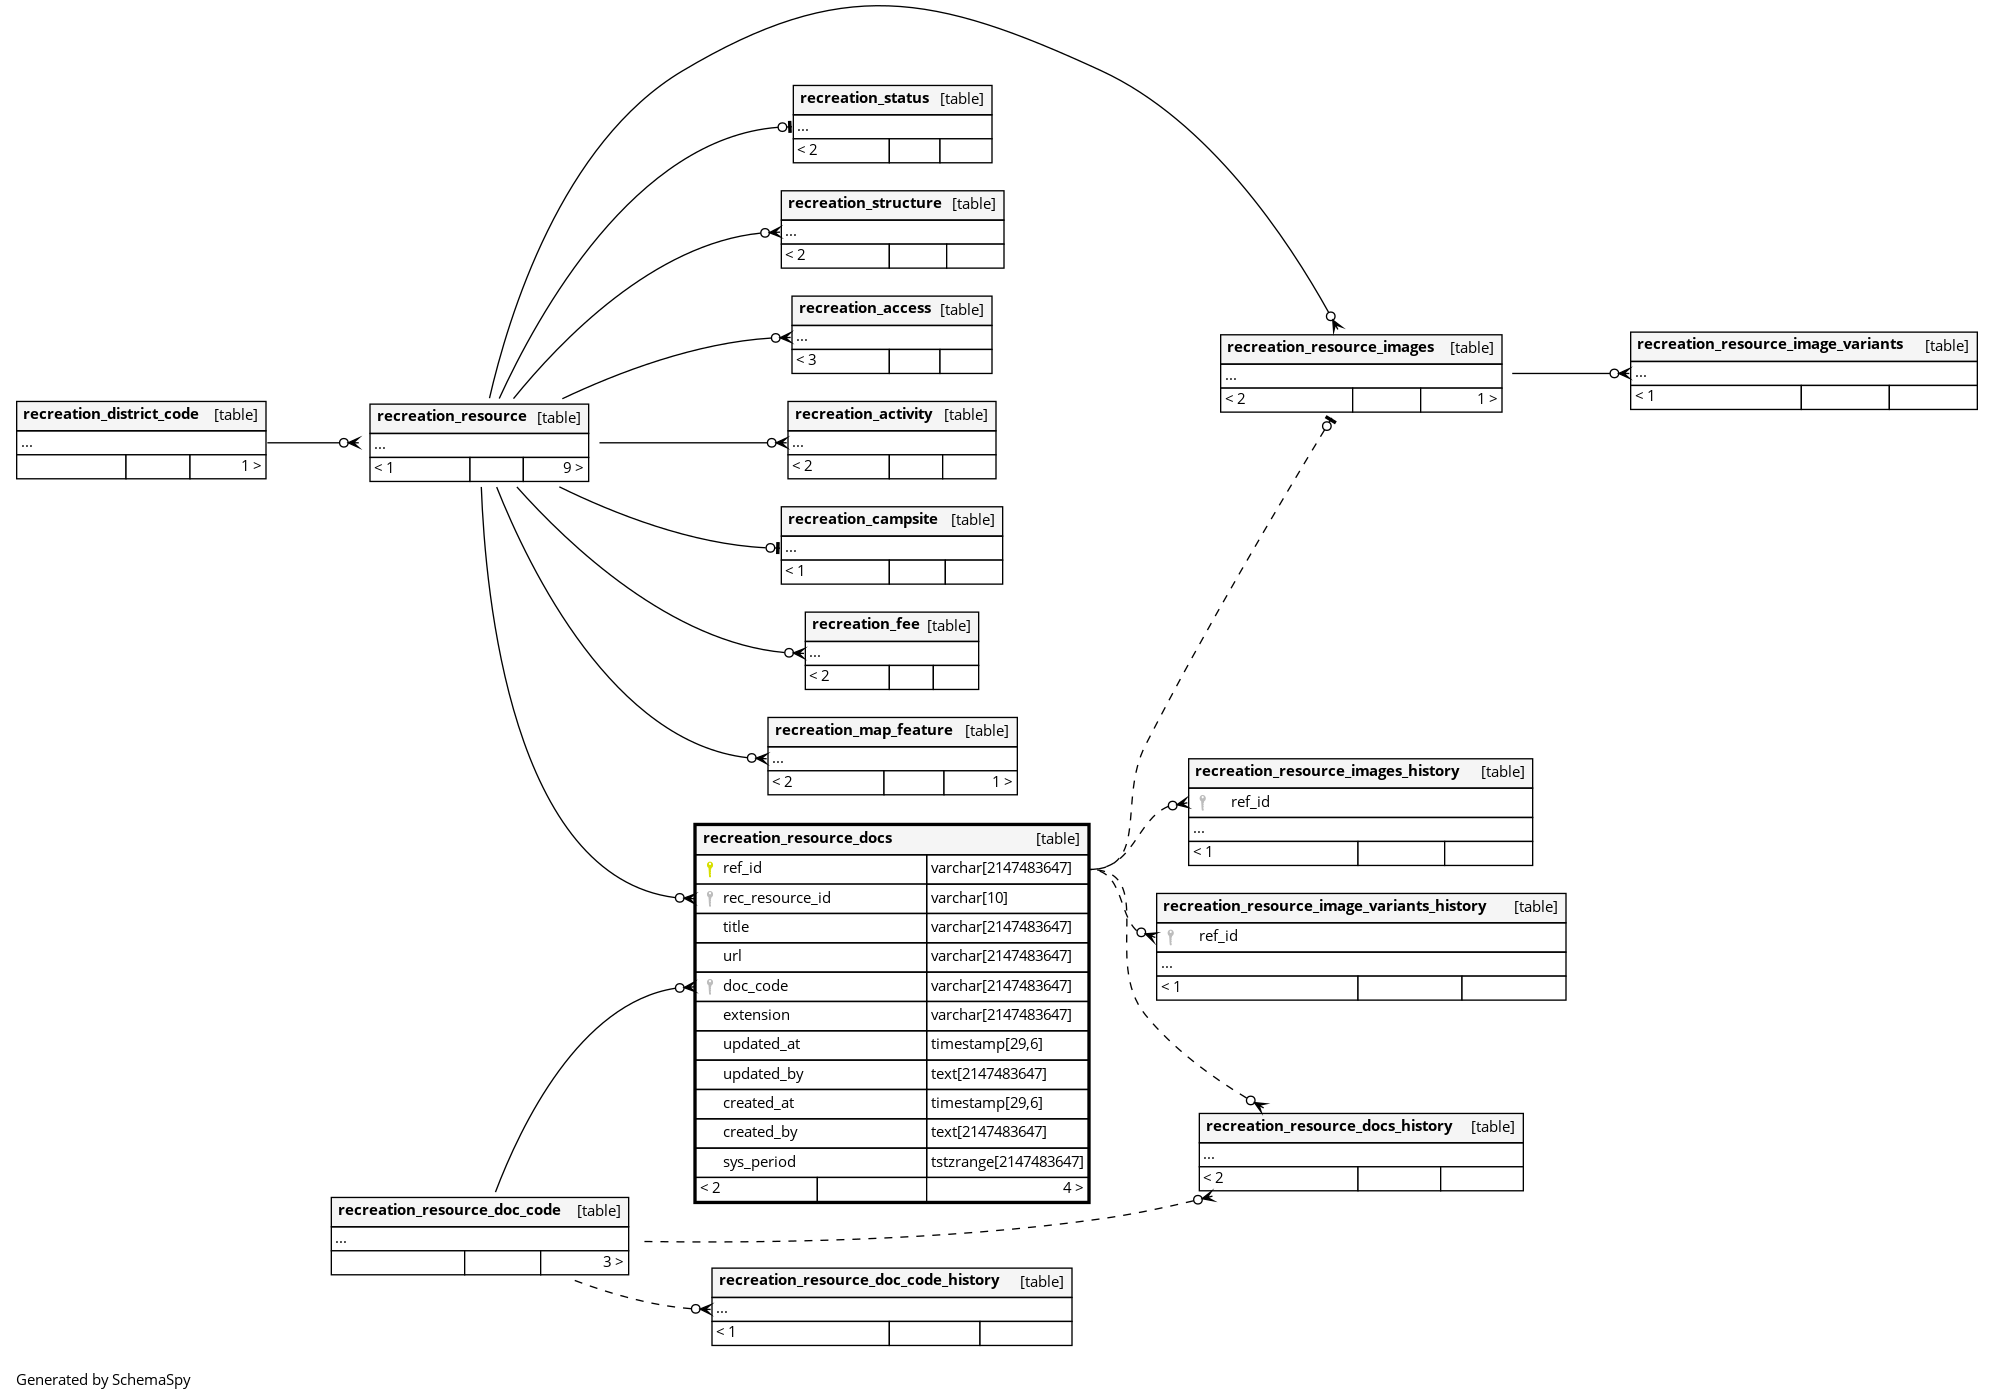 recreation_status [table]
...
< 2
recreation_structure [table]
...
< 2
recreation_access [table]
...
< 3
recreation_resource_images [table]
...
< 2 1 >
recreation_resource_image_variants [table]
...
< 1
recreation_district_code [table]
...
1 >
recreation_resource [table]
...
< 1 9 >
recreation_activity [table]
...
< 2
recreation_campsite [table]
...
< 1
recreation_fee [table]
...
< 2
recreation_map_feature [table]
...
< 2 1 >
recreation_resource_images_history [table]
ref_id
...
< 1
recreation_resource_docs [table]
ref_id varchar[2147483647]
rec_resource_id varchar[10]
title varchar[2147483647]
url varchar[2147483647]
doc_code varchar[2147483647]
extension varchar[2147483647]
updated_at timestamp[29,6]
updated_by text[2147483647]
created_at timestamp[29,6]
created_by text[2147483647]
sys_period tstzrange[2147483647]
< 2 4 >
recreation_resource_image_variants_history [table]
ref_id
...
< 1
recreation_resource_docs_history [table]
...
< 2
recreation_resource_doc_code [table]
...
3 >
recreation_resource_doc_code_history [table]
...
< 1
Generated by SchemaSpy